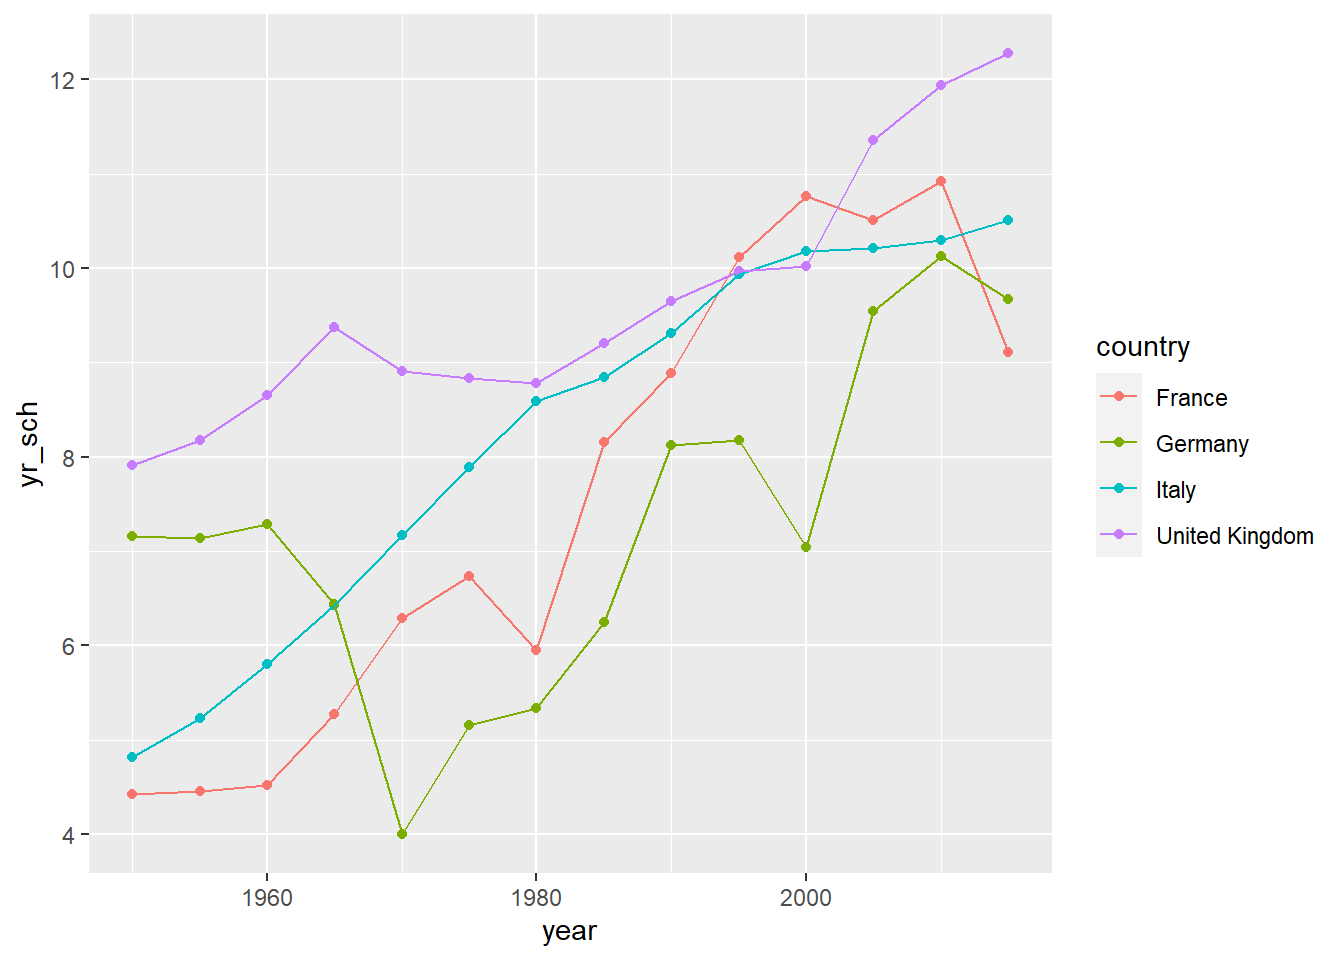 12
10
8
6
4
yr_sch
1960
1980
2000
year
country
France
Germany
Italy
United Kingdom